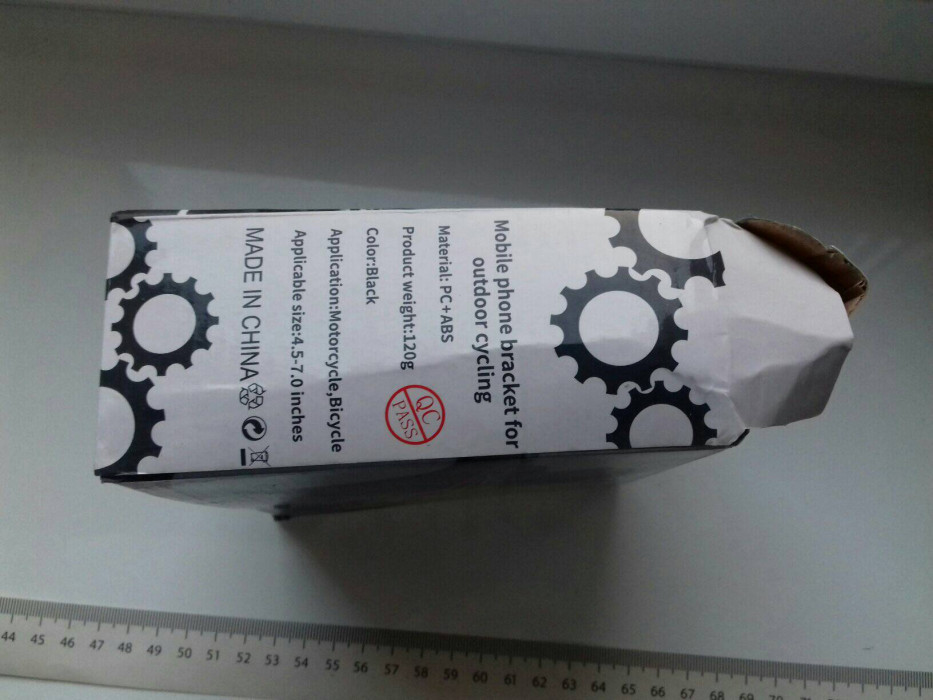 Mobile phone bracket for
outdoor cycling
Material: PC+ABS
Product weight:120g
Color:Black
Application:Motorcycle,Bicycle
Applicable size:4.5-7.0 inches
MADE IN CHINA
QC
PASS
44 45 46 47 48 49 50 51 52 53 54 55 56 57 58 59 60 61 62 63 64 65 66 67 68 69